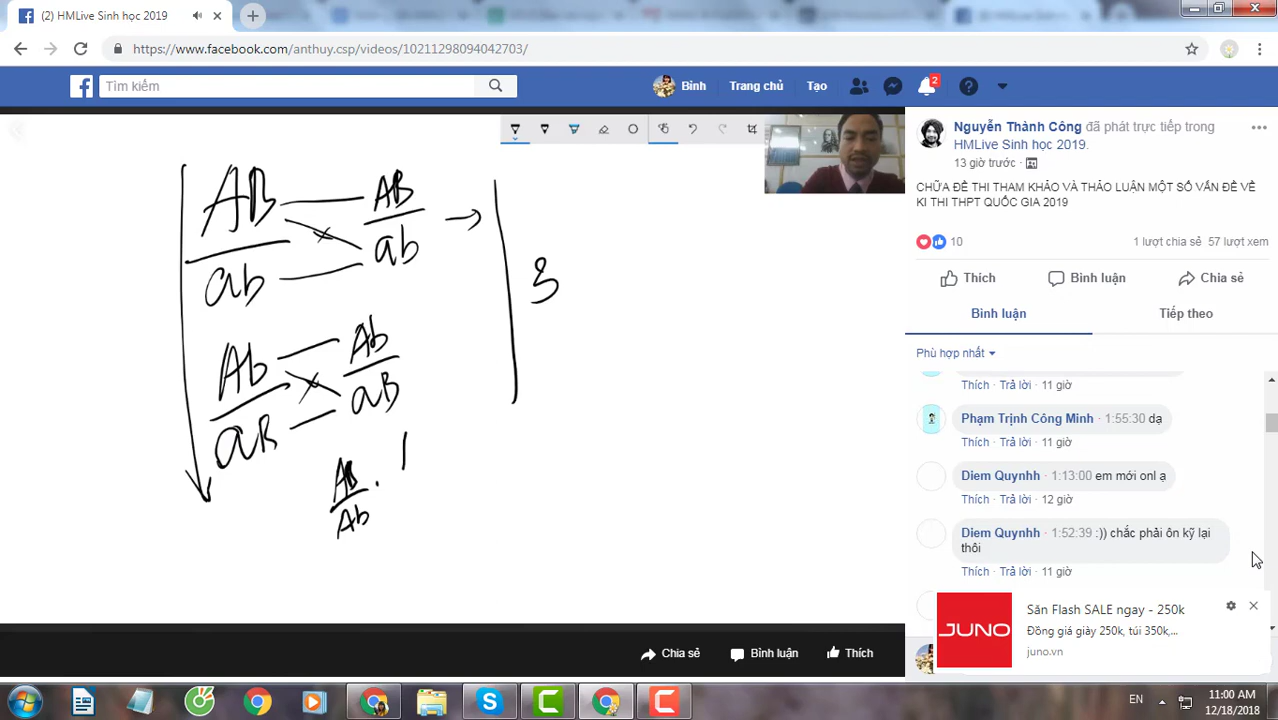 (2) HMLive Sinh học 2019
https://www.facebook.com/anthuy.csp/videos/10211298094042703/
Tìm kiếm
Bình
Trang chủ
Tạo
2
AB
ab
AB
ab
3
Ab
aB
Ab
aB
AB
Ab
Nguyễn Thành Công đã phát trực tiếp trong
HMLive Sinh học 2019.
13 giờ trước
CHỮA ĐỀ THI THAM KHẢO VÀ THẢO LUẬN MỘT SỐ VẤN ĐỀ VỀ
KÌ THI THPT QUỐC GIA 2019
10
1 lượt chia sẻ 57 lượt xem
Thích
Bình luận
Chia sẻ
Bình luận
Tiếp theo
Phù hợp nhất
Thích · Trả lời · 11 giờ
Phạm Trịnh Công Minh 1:55:30 dạ
Thích · Trả lời · 11 giờ
Diem Quynhh 1:13:00 em mới onl ạ
Thích · Trả lời · 12 giờ
Diem Quynhh 1:52:39 :)) chắc phải ôn kỹ lại
thôi
Thích · Trả lời · 11 giờ
JUNO
Săn Flash SALE ngay - 250k
Đồng giá giày 250k, túi 350k,...
juno.vn
Chia sẻ
Bình luận
Thích
EN
11:00 AM
12/18/2018